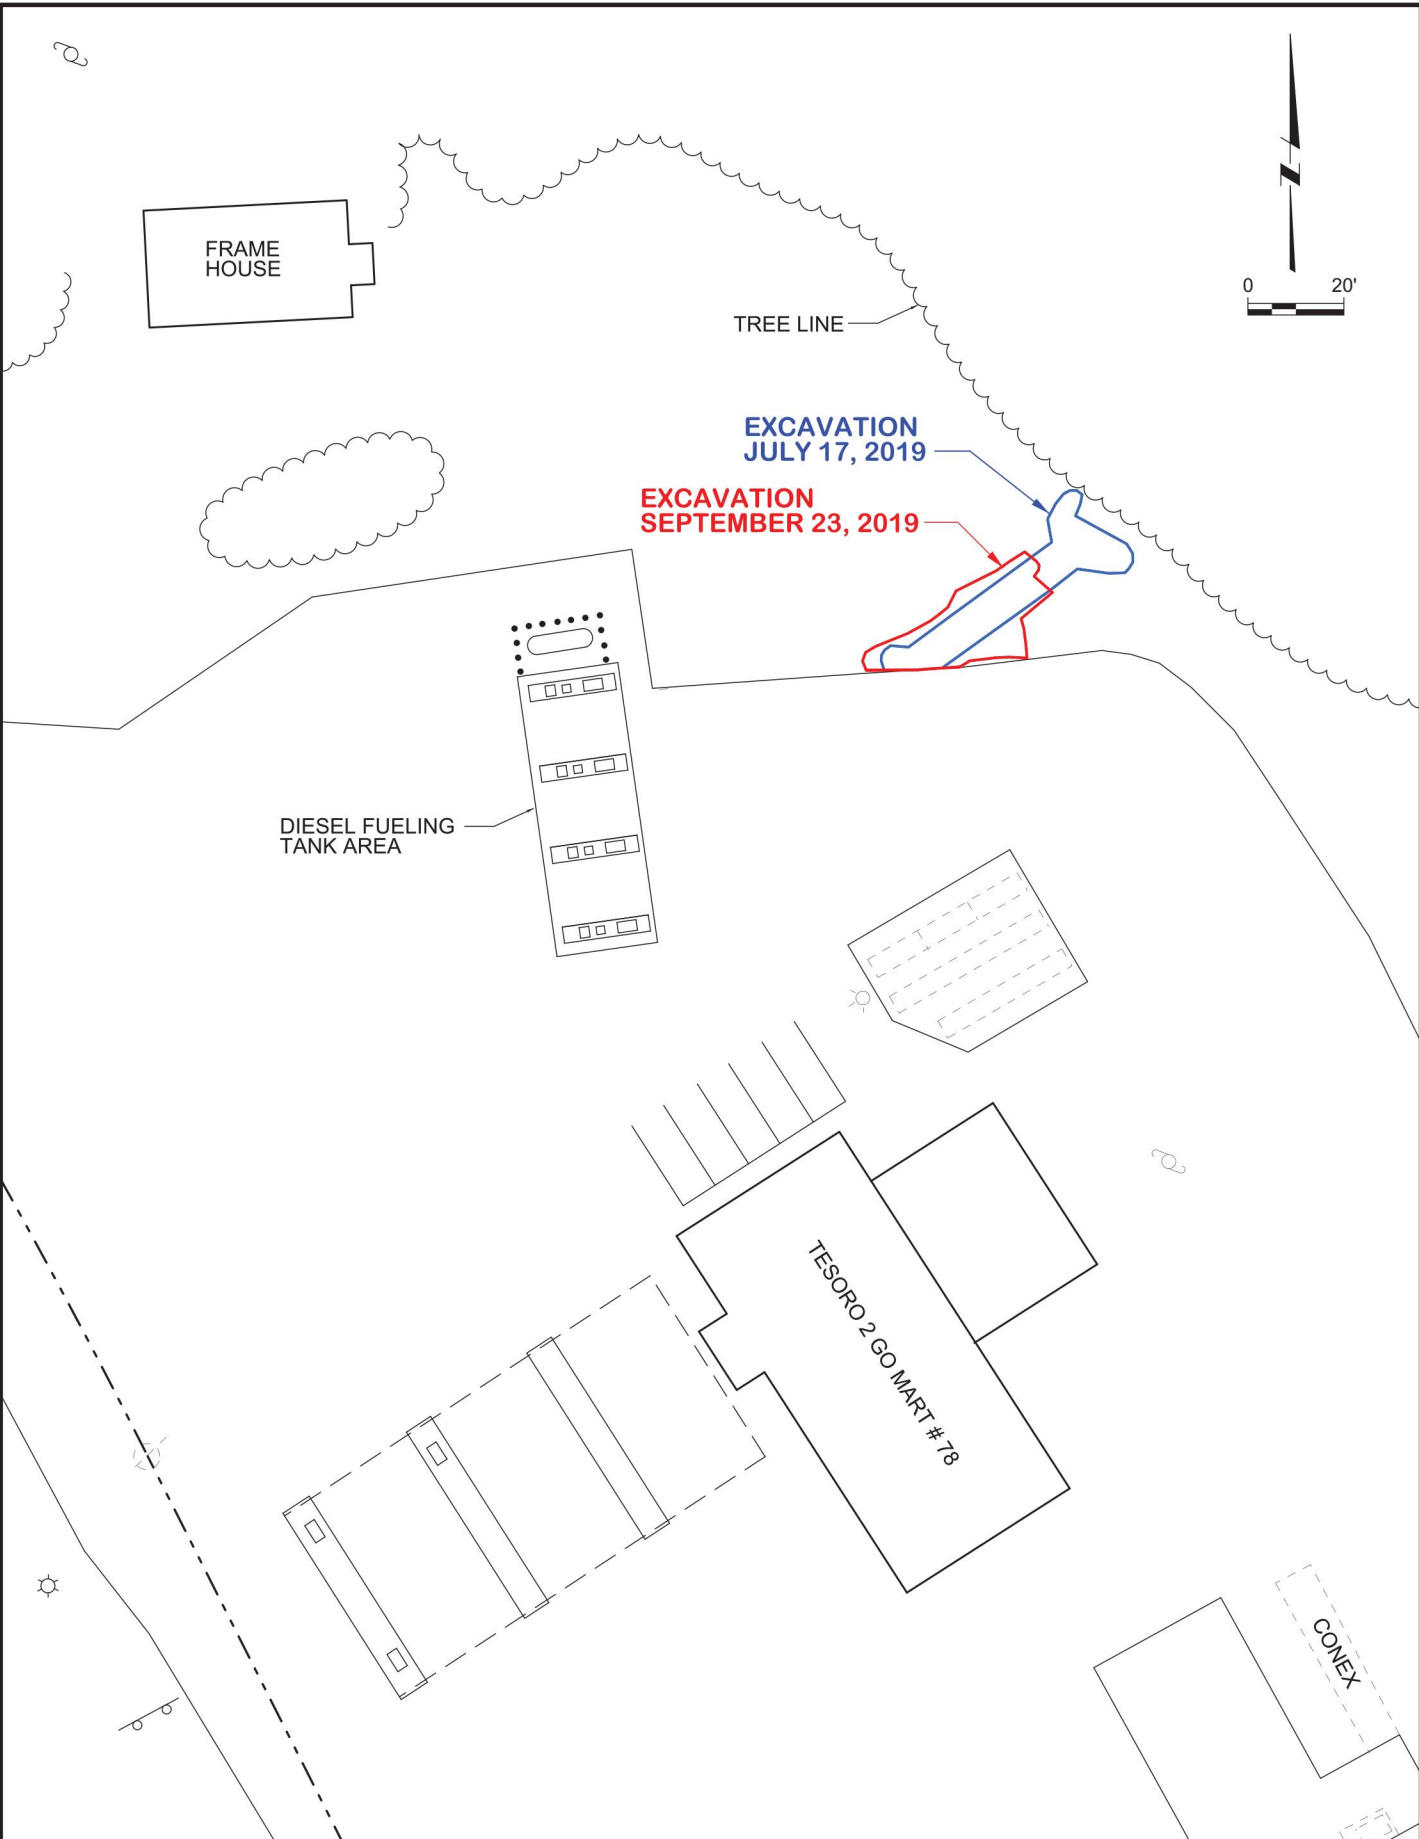 FRAME
HOUSE
N
0 20'
TREE LINE
EXCAVATION
JULY 17, 2019
EXCAVATION
SEPTEMBER 23, 2019
DIESEL FUELING
TANK AREA
TESORO 2 GO MART # 78
CONEX